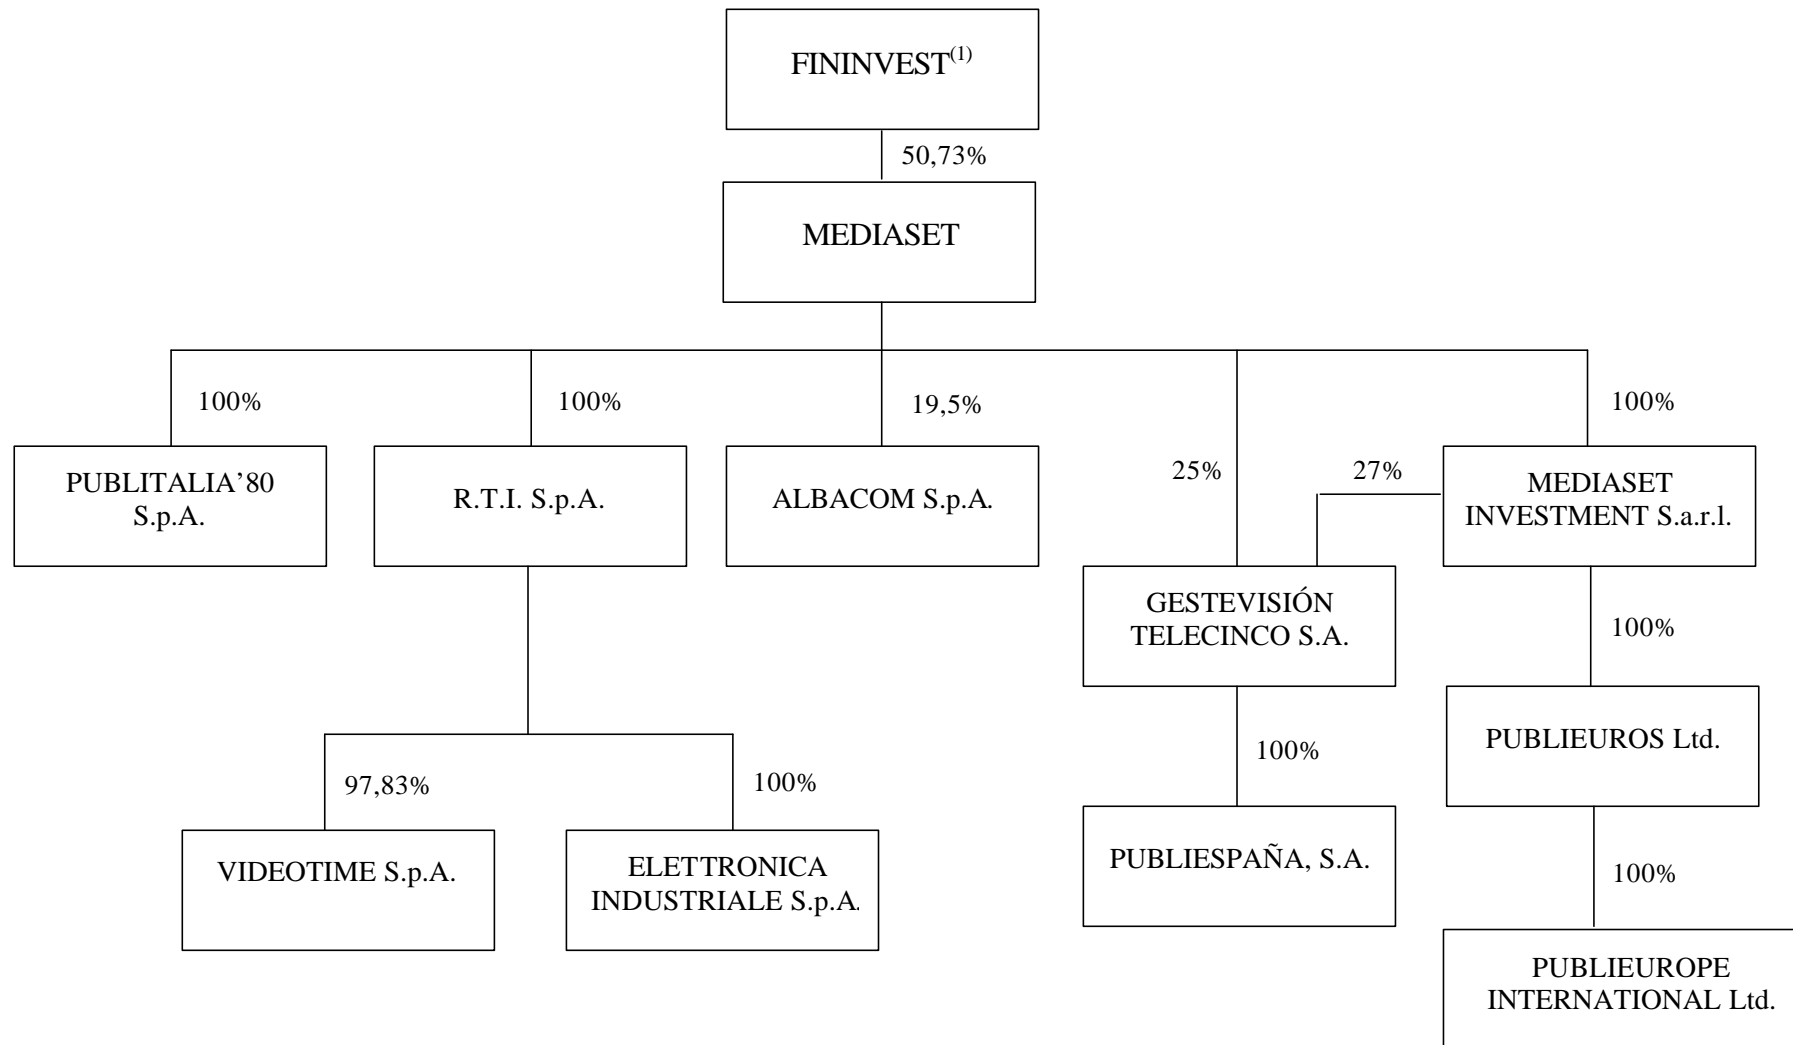 FININVEST(1)
50,73%
MEDIASET
100%
100%
19,5%
100%
PUBLITALIA’80
S.p.A.
R.T.I. S.p.A.
ALBACOM S.p.A.
25%
27%
MEDIASET
INVESTMENT S.a.r.l.
GESTEVISIÓN
TELECINCO S.A.
100%
97,83%
100%
100%
PUBLIEUROS Ltd.
VIDEOTIME S.p.A.
ELETTRONICA
INDUSTRIALE S.p.A.
PUBLIESPAÑA, S.A.
100%
PUBLIEUROPE
INTERNATIONAL Ltd.